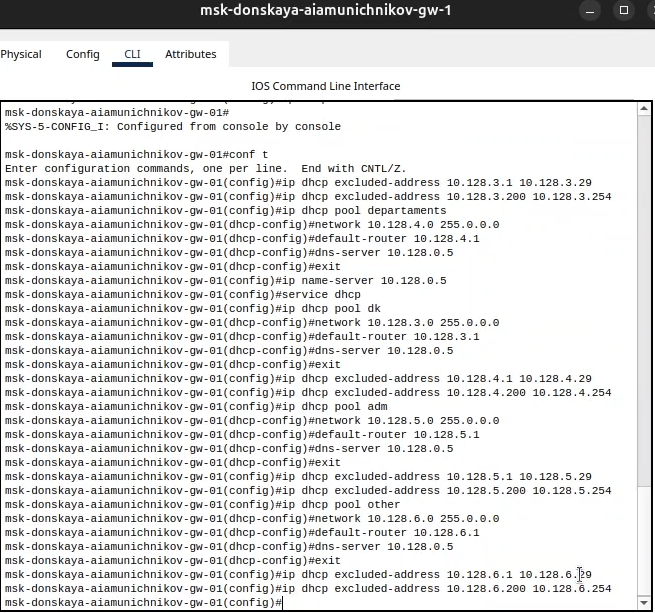 msk-donskaya-aiamunichnikov-gw-1
Physical Config CLI Attributes
IOS Command Line Interface
msk-donskaya-aiamunichnikov-gw-01#
%SYS-5-CONFIG_I: Configured from console by console
msk-donskaya-aiamunichnikov-gw-01#conf t
Enter configuration commands, one per line.  End with CNTL/Z.
msk-donskaya-aiamunichnikov-gw-01(config)#ip dhcp excluded-address 10.128.3.1 10.128.3.29
msk-donskaya-aiamunichnikov-gw-01(config)#ip dhcp excluded-address 10.128.3.200 10.128.3.254
msk-donskaya-aiamunichnikov-gw-01(config)#ip dhcp pool departaments
msk-donskaya-aiamunichnikov-gw-01(dhcp-config)#network 10.128.4.0 255.0.0.0
msk-donskaya-aiamunichnikov-gw-01(dhcp-config)#default-router 10.128.4.1
msk-donskaya-aiamunichnikov-gw-01(dhcp-config)#dns-server 10.128.0.5
msk-donskaya-aiamunichnikov-gw-01(dhcp-config)#exit
msk-donskaya-aiamunichnikov-gw-01(config)#ip name-server 10.128.0.5
msk-donskaya-aiamunichnikov-gw-01(config)#service dhcp
msk-donskaya-aiamunichnikov-gw-01(config)#ip dhcp pool dk
msk-donskaya-aiamunichnikov-gw-01(dhcp-config)#network 10.128.3.0 255.0.0.0
msk-donskaya-aiamunichnikov-gw-01(dhcp-config)#default-router 10.128.3.1
msk-donskaya-aiamunichnikov-gw-01(dhcp-config)#dns-server 10.128.0.5
msk-donskaya-aiamunichnikov-gw-01(dhcp-config)#exit
msk-donskaya-aiamunichnikov-gw-01(config)#ip dhcp excluded-address 10.128.4.1 10.128.4.29
msk-donskaya-aiamunichnikov-gw-01(config)#ip dhcp excluded-address 10.128.4.200 10.128.4.254
msk-donskaya-aiamunichnikov-gw-01(config)#ip dhcp pool adm
msk-donskaya-aiamunichnikov-gw-01(dhcp-config)#network 10.128.5.0 255.0.0.0
msk-donskaya-aiamunichnikov-gw-01(dhcp-config)#default-router 10.128.5.1
msk-donskaya-aiamunichnikov-gw-01(dhcp-config)#dns-server 10.128.0.5
msk-donskaya-aiamunichnikov-gw-01(dhcp-config)#exit
msk-donskaya-aiamunichnikov-gw-01(config)#ip dhcp excluded-address 10.128.5.1 10.128.5.29
msk-donskaya-aiamunichnikov-gw-01(config)#ip dhcp excluded-address 10.128.5.200 10.128.5.254
msk-donskaya-aiamunichnikov-gw-01(config)#ip dhcp pool other
msk-donskaya-aiamunichnikov-gw-01(dhcp-config)#network 10.128.6.0 255.0.0.0
msk-donskaya-aiamunichnikov-gw-01(dhcp-config)#default-router 10.128.6.1
msk-donskaya-aiamunichnikov-gw-01(dhcp-config)#dns-server 10.128.0.5
msk-donskaya-aiamunichnikov-gw-01(dhcp-config)#exit
msk-donskaya-aiamunichnikov-gw-01(config)#ip dhcp excluded-address 10.128.6.1 10.128.6.29
msk-donskaya-aiamunichnikov-gw-01(config)#ip dhcp excluded-address 10.128.6.200 10.128.6.254
msk-donskaya-aiamunichnikov-gw-01(config)#